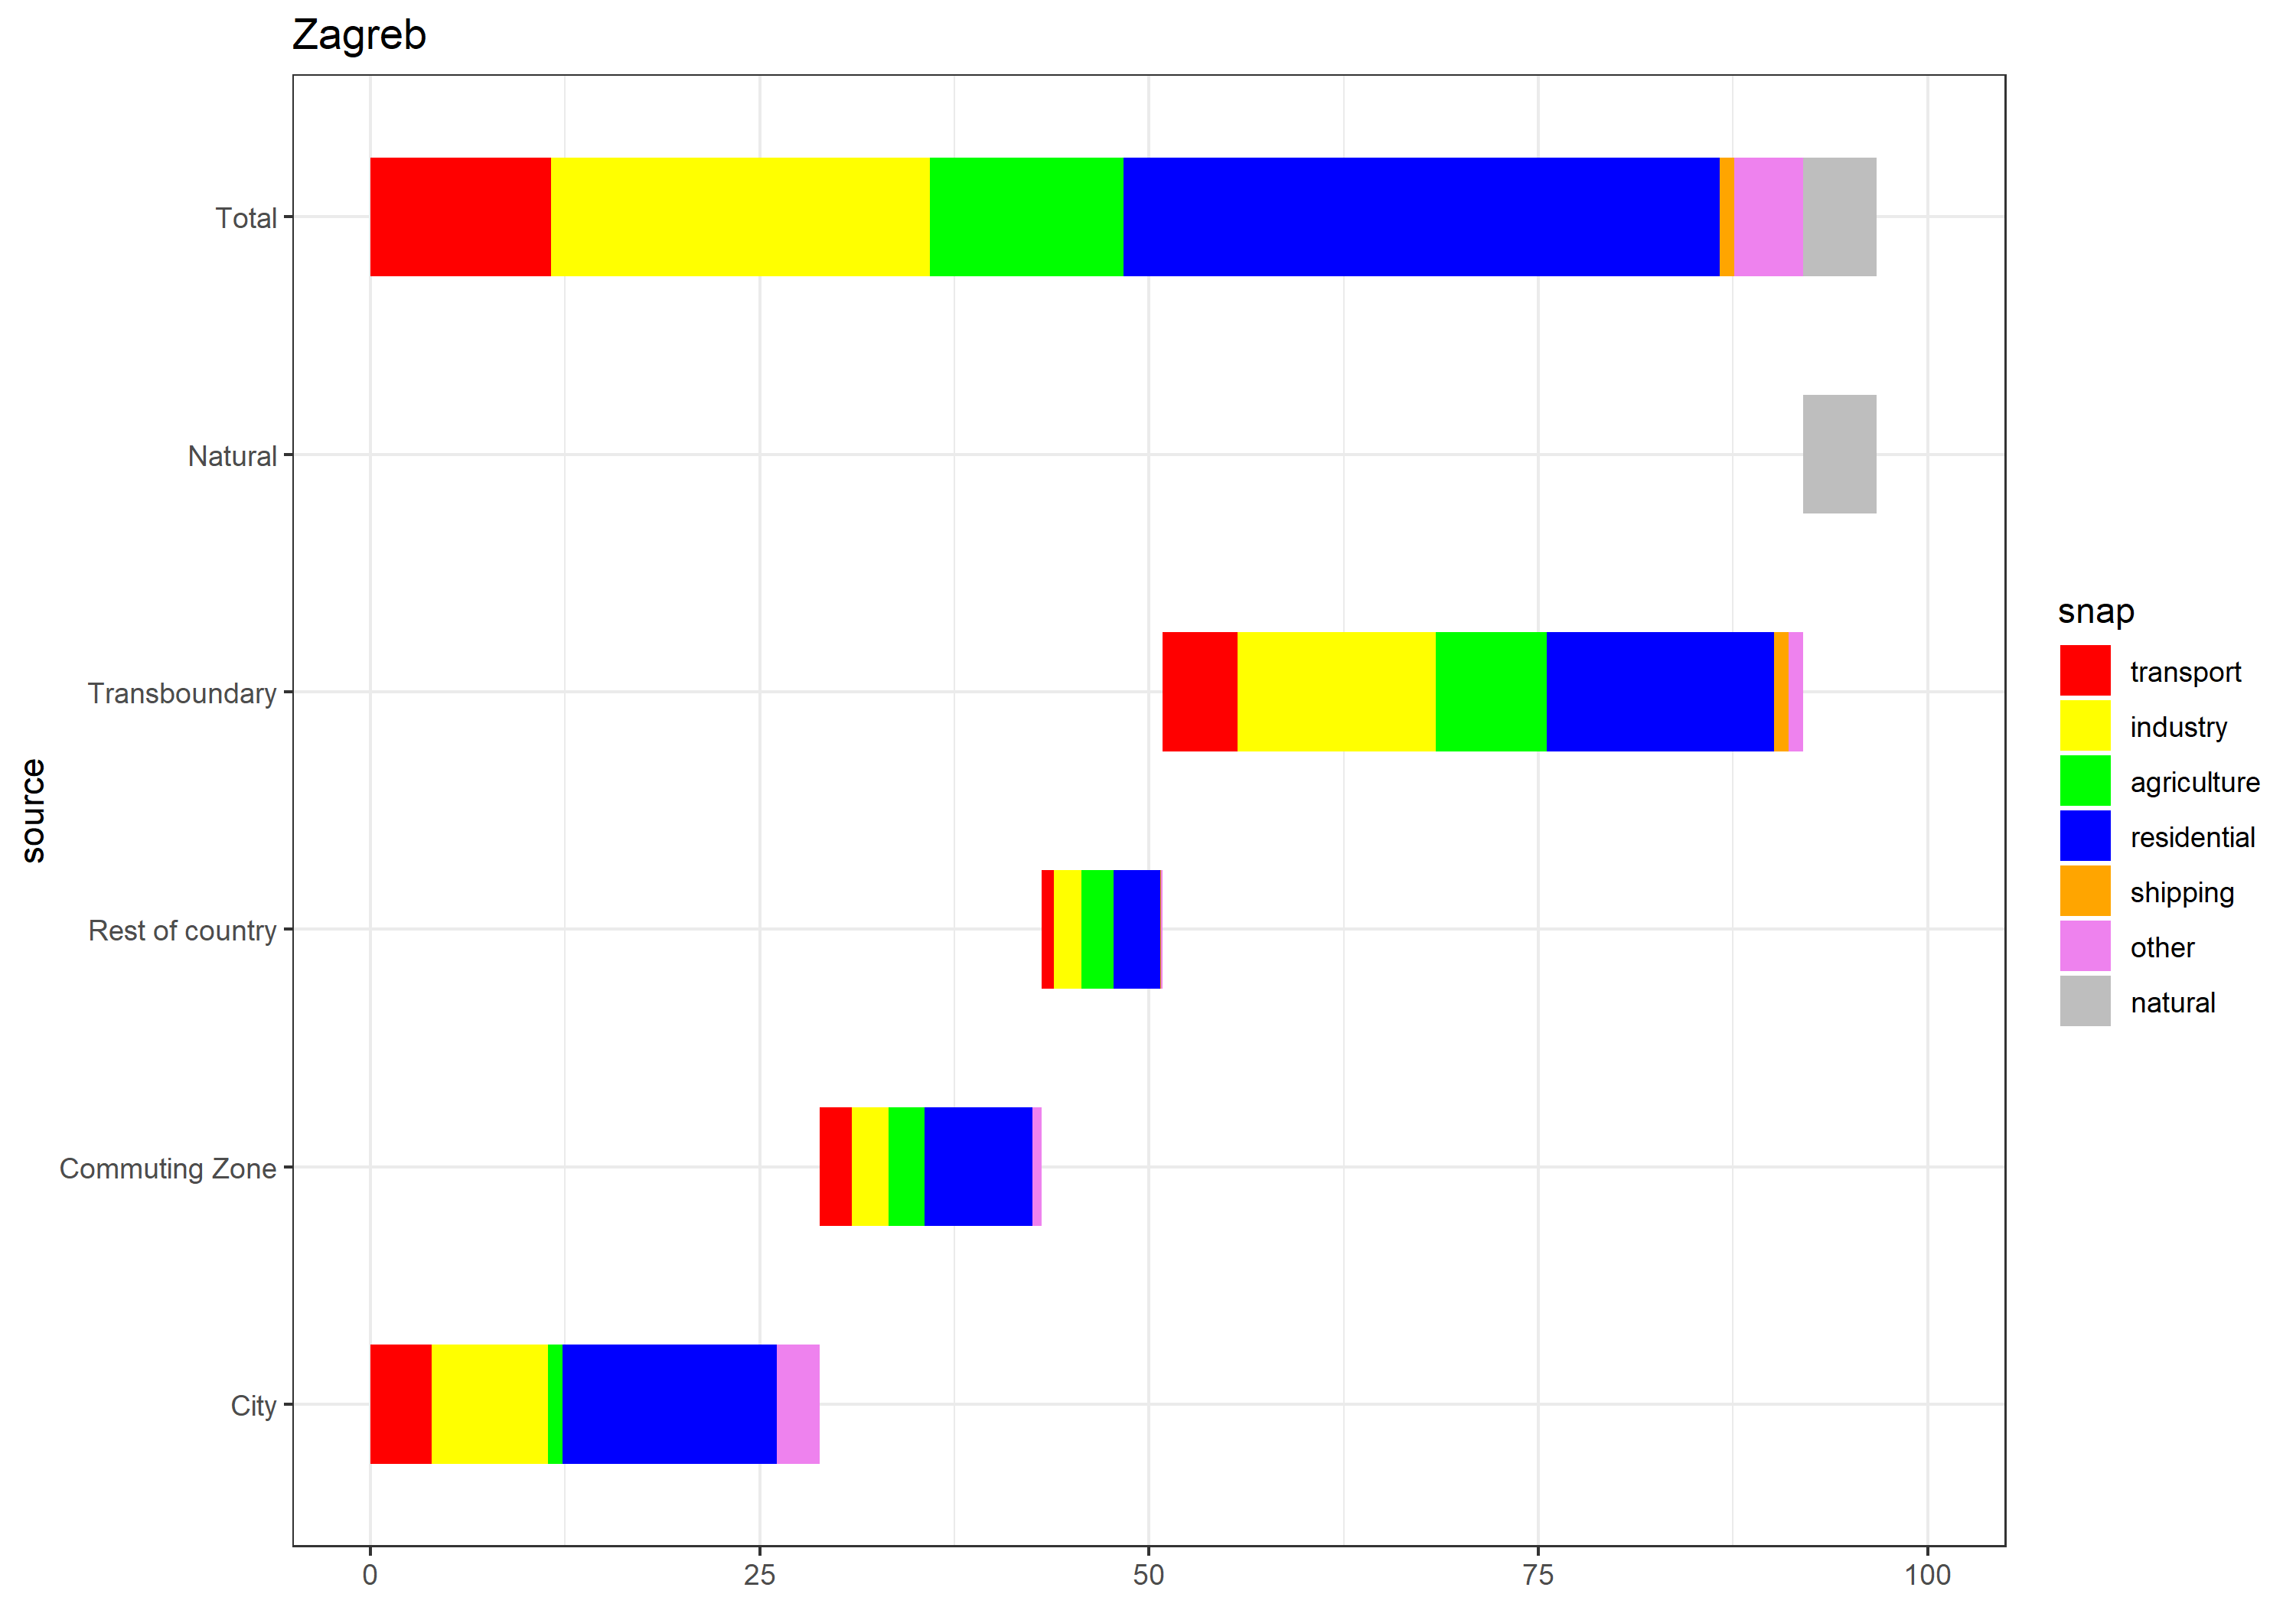 Zagreb
source
Total
Natural
Transboundary
Rest of country
Commuting Zone
City
0 25 50 75 100
snap
transport
industry
agriculture
residential
shipping
other
natural